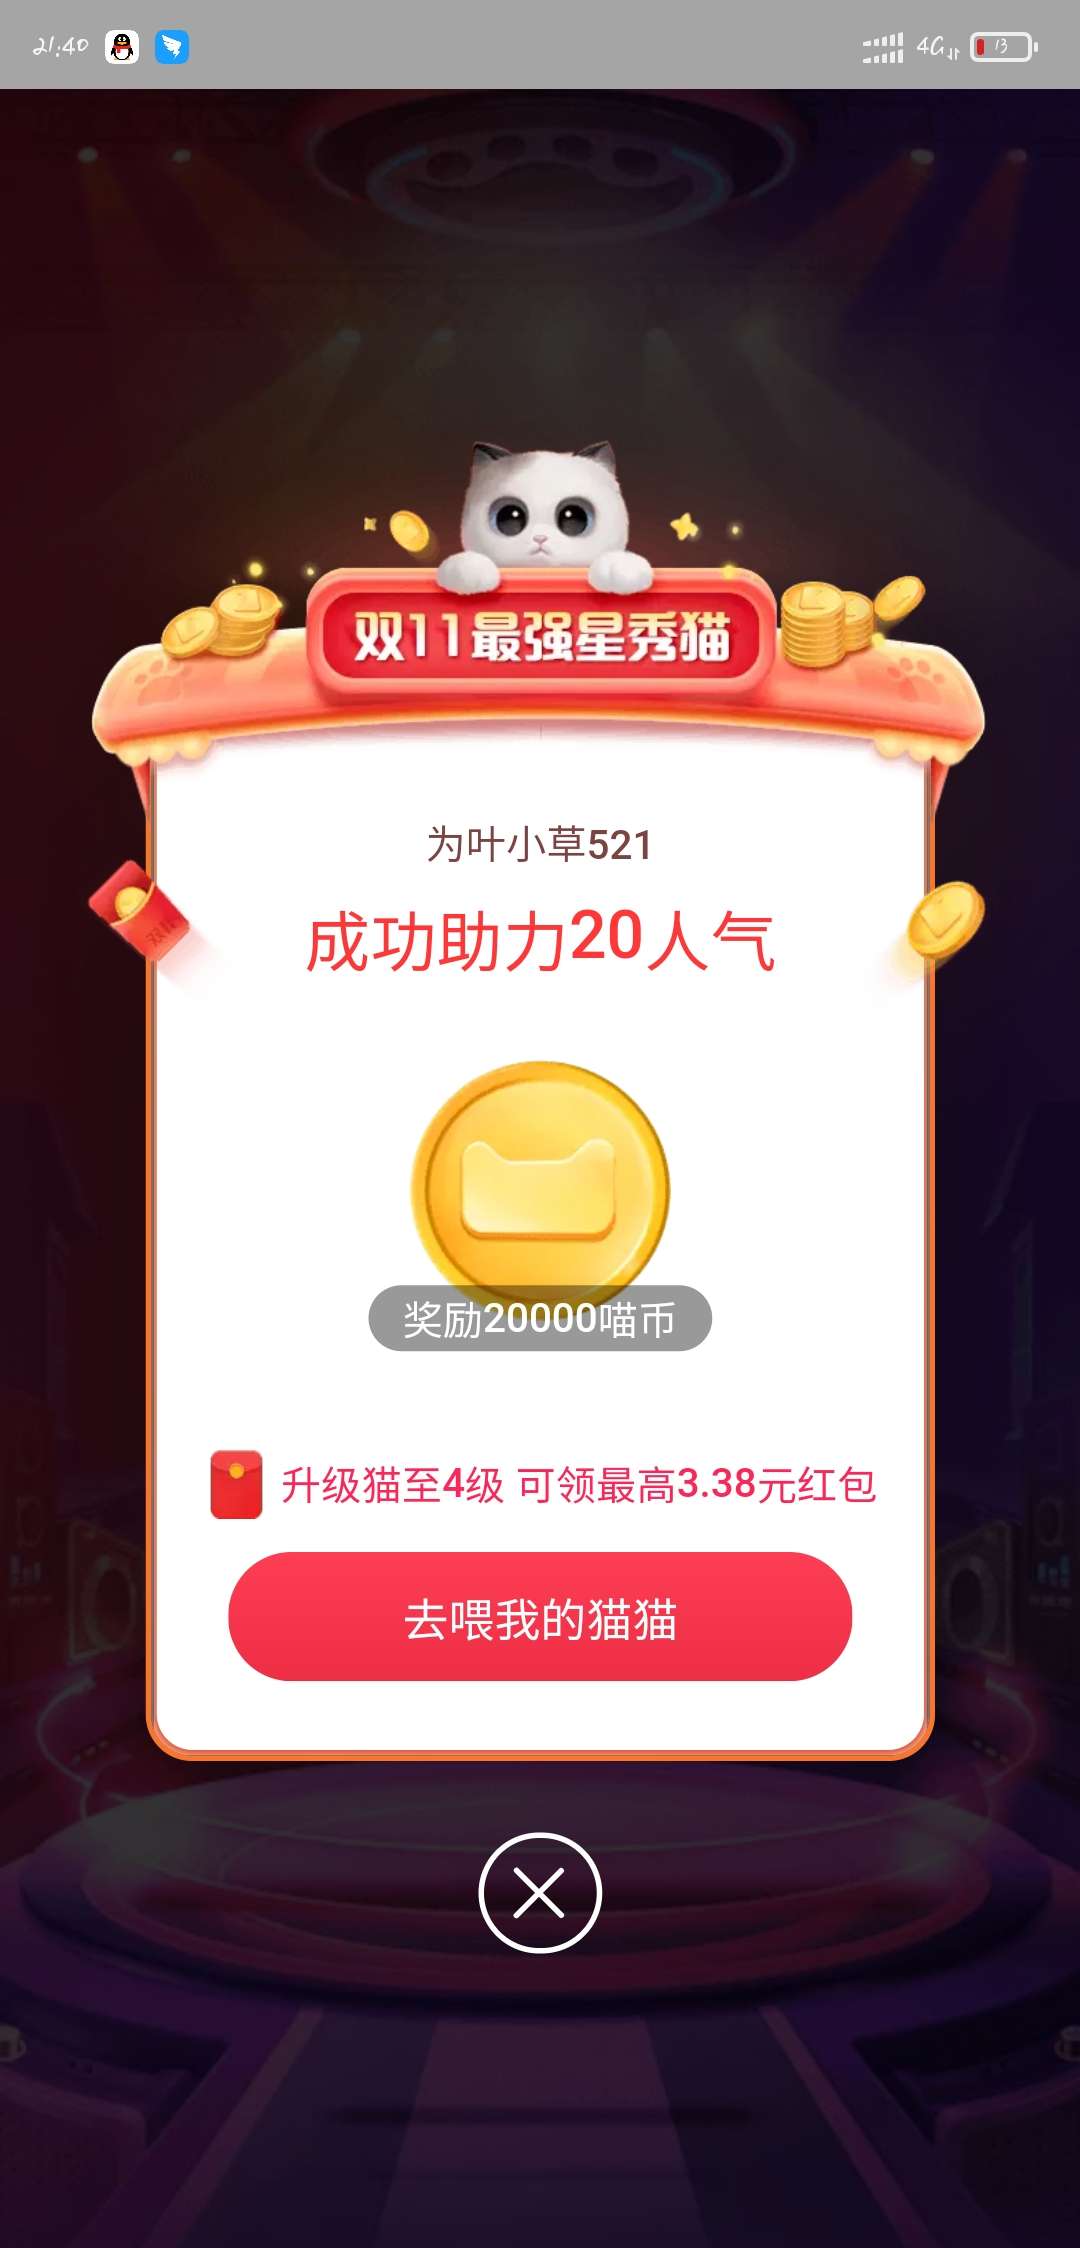 21:40 4G 13
双11最强星秀猫
为叶小草521
成功助力20人气
双11
奖励20000喵币
升级猫至4级 可领最高3.38元红包
去喂我的猫猫